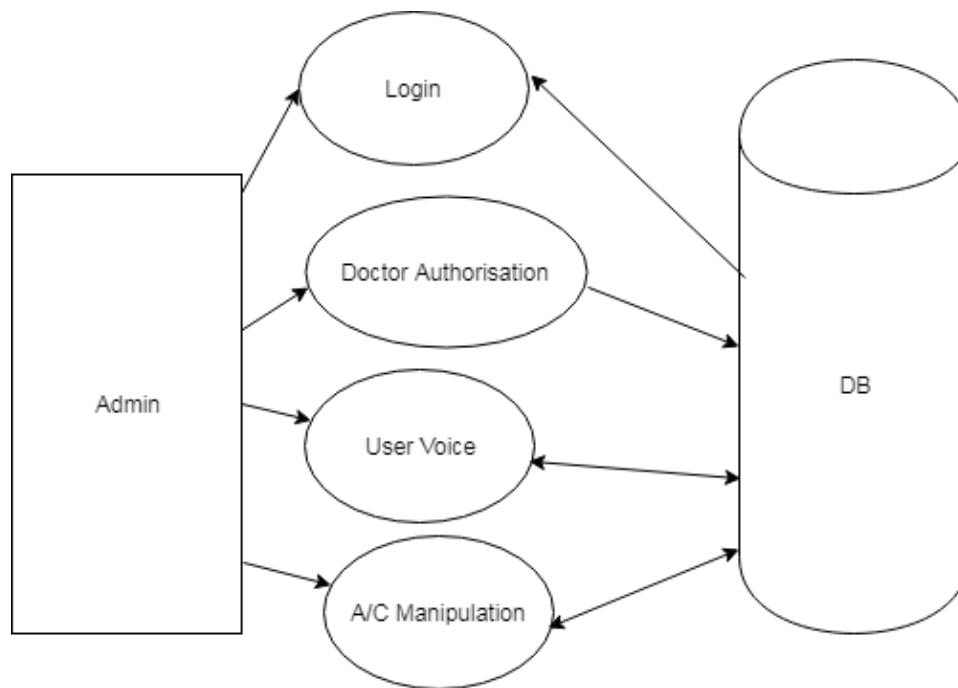 Login
Doctor Authorisation
Admin
DB
User Voice
A/C Manipulation